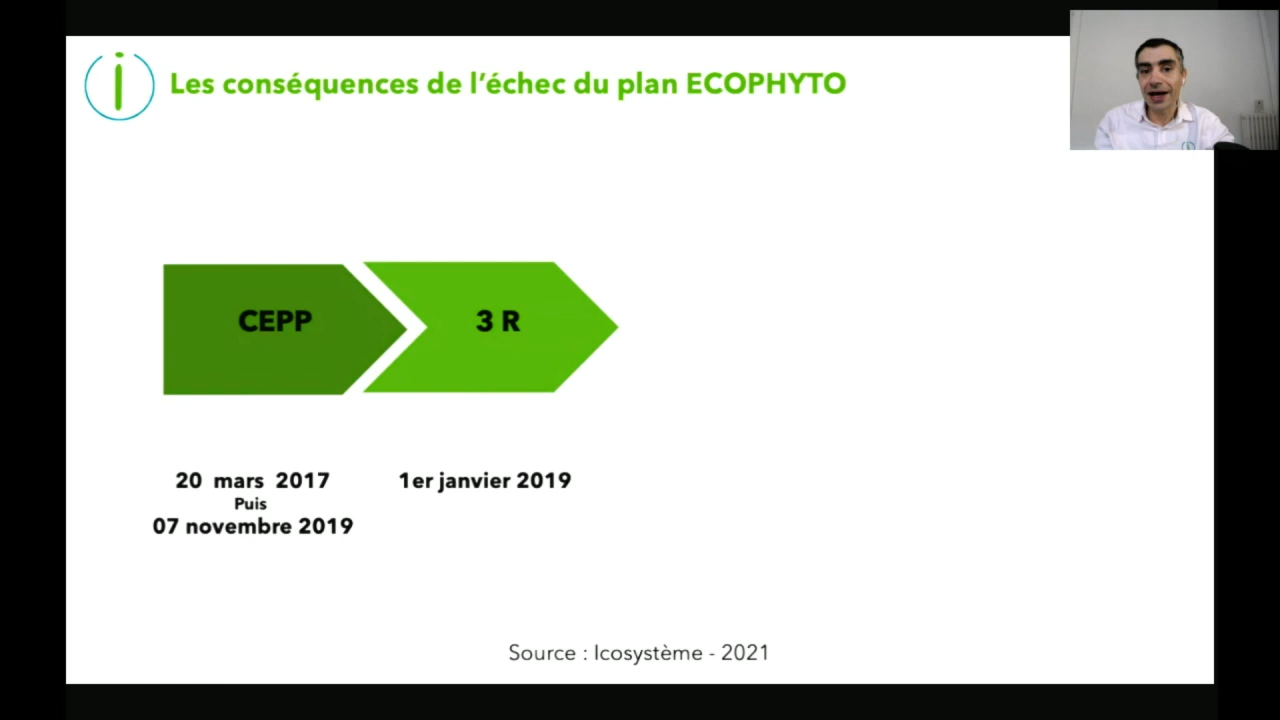 Les conséquences de l'échec du plan ECOPHYTO
CEPP
3 R
20 mars 2017
1er janvier 2019
Puis
07 novembre 2019
Source : Icosystème - 2021